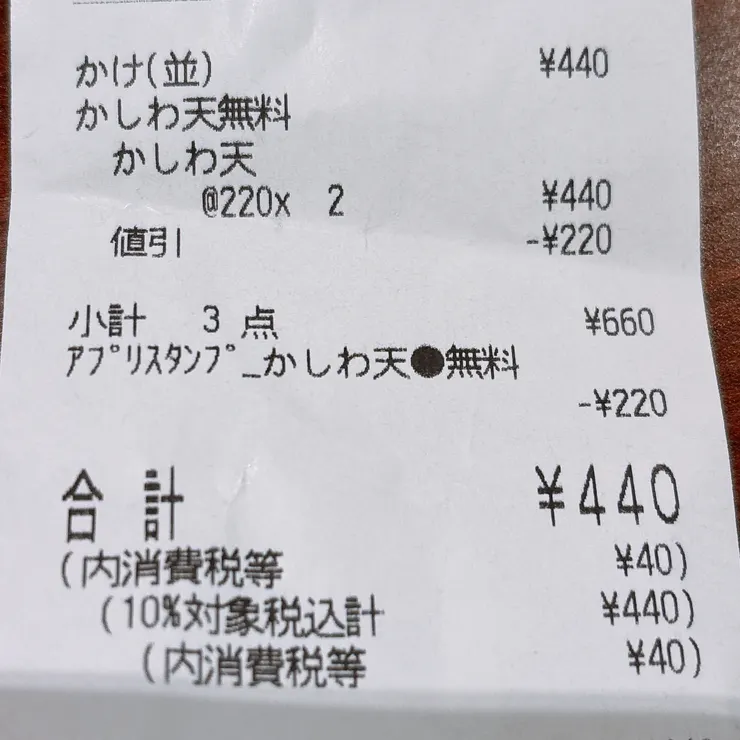 かけ(並) ¥440
かしわ天無料
かしわ天
@220x 2 ¥440
値引 -¥220
小計 3 点 ¥660
ｱﾌﾟﾘｽﾀﾝﾌﾟ_かしわ天●無料
-¥220
合計 ¥440
(内消費税等 ¥40)
(10%対象税込計 ¥440)
(内消費税等 ¥40)